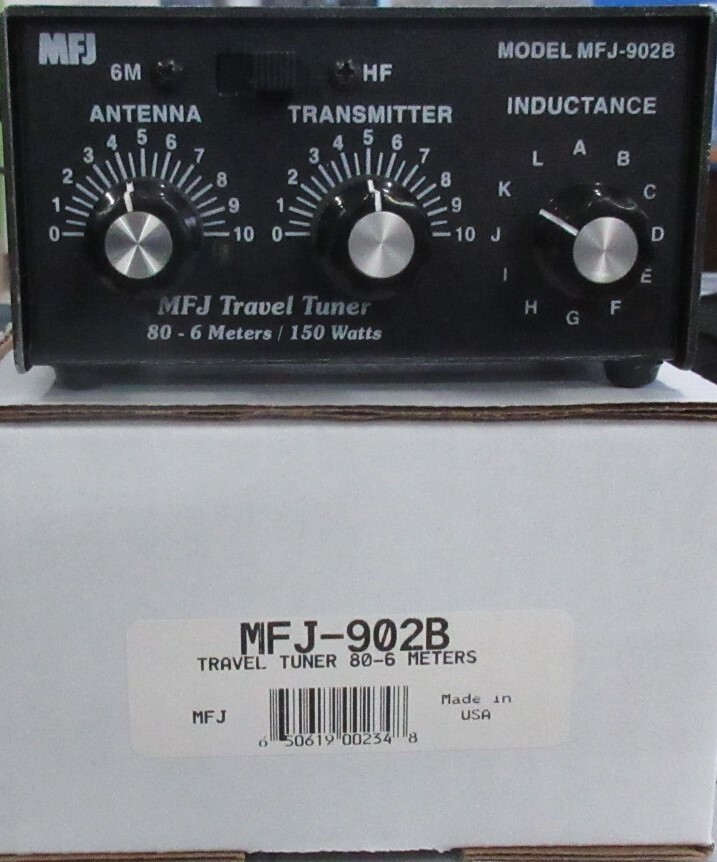 MFJ
MODEL MFJ-902B
6M HF
ANTENNA
TRANSMITTER
INDUCTANCE
0 1 2 3 4 5 6 7 8 9 10
0 1 2 3 4 5 6 7 8 9 10
A B C D E F G H I J K L
MFJ Travel Tuner
80 - 6 Meters / 150 Watts
MFJ-902B
TRAVEL TUNER 80-6 METERS
MFJ
Made in
USA
6 50619 00234 8